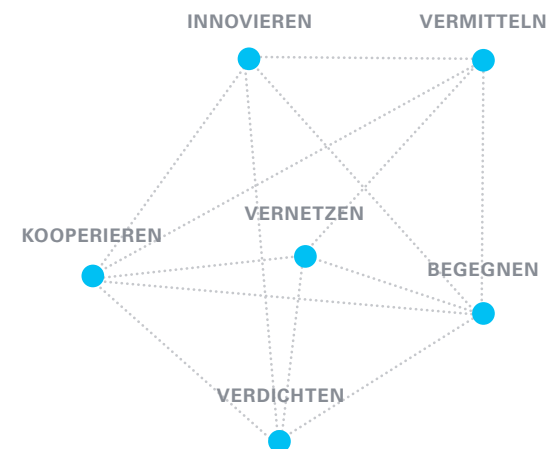 INNOVIEREN
VERMITTELN
VERNETZEN
KOOPERIEREN
BEGEGNEN
VERDICHTEN